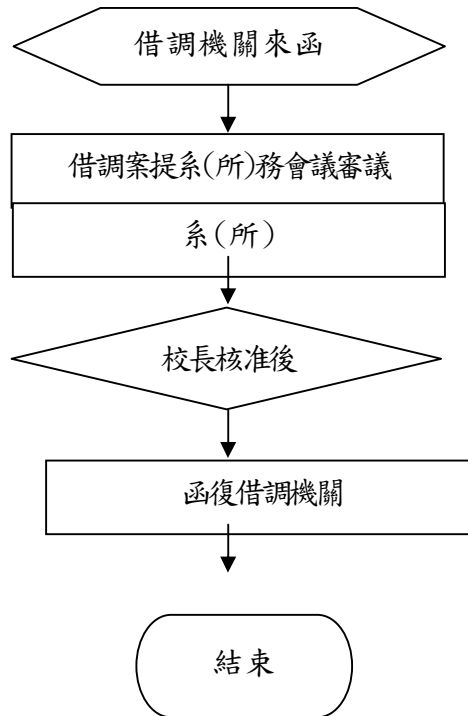 借調機關來函
借調案提系(所)務會議審議
系(所)
校長核准後
函復借調機關
結束